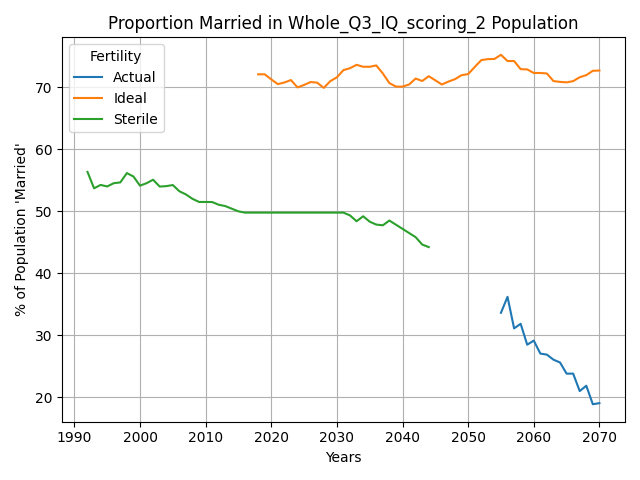 Proportion Married in Whole_Q3_IQ_scoring_2 Population
Fertility
Actual
Ideal
Sterile
% of Population 'Married'
70
60
50
40
30
20
1990
2000
2010
2020
2030
2040
2050
2060
2070
Years